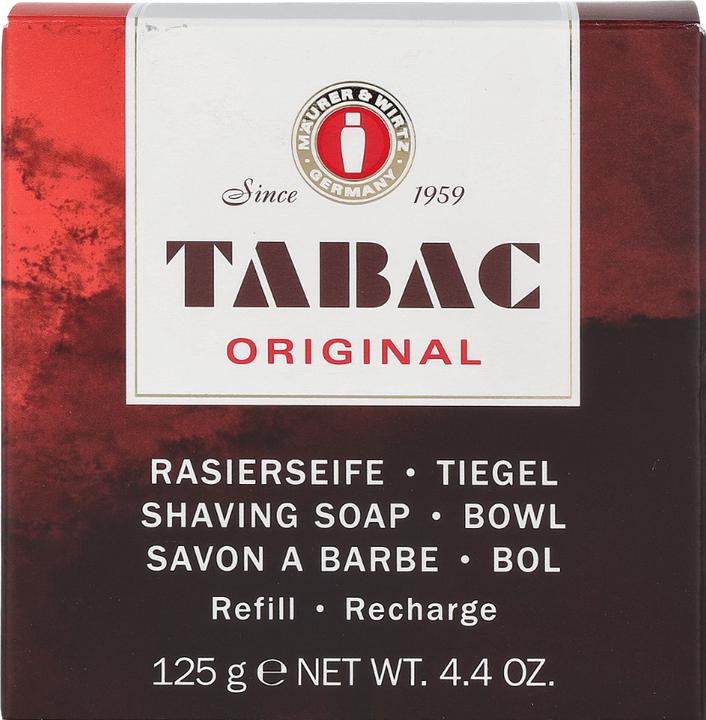 MÄURER & WIRTZ
· GERMANY ·
Since 1959
TABAC
ORIGINAL
RASIERSEIFE • TIEGEL
SHAVING SOAP • BOWL
SAVON A BARBE • BOL
Refill • Recharge
125 g ℮ NET WT. 4.4 OZ.